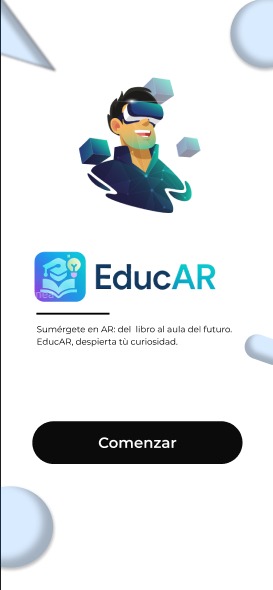 EducAR
Sumérgete en AR: del libro al aula del futuro.
EducAR, despierta tù curiosidad.
Comenzar